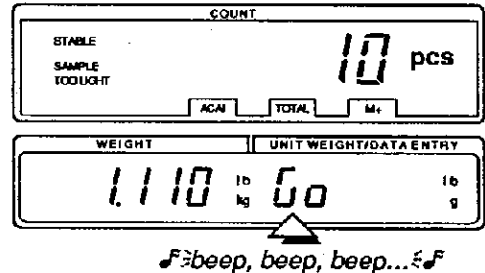 COUNT
STABLE
SAMPLE
TOO LIGHT
10 pcs
ACAI TOTAL M+
WEIGHT UNIT WEIGHT/DATA ENTRY
1.110 lb kg Go lb g
beep, beep, beep...